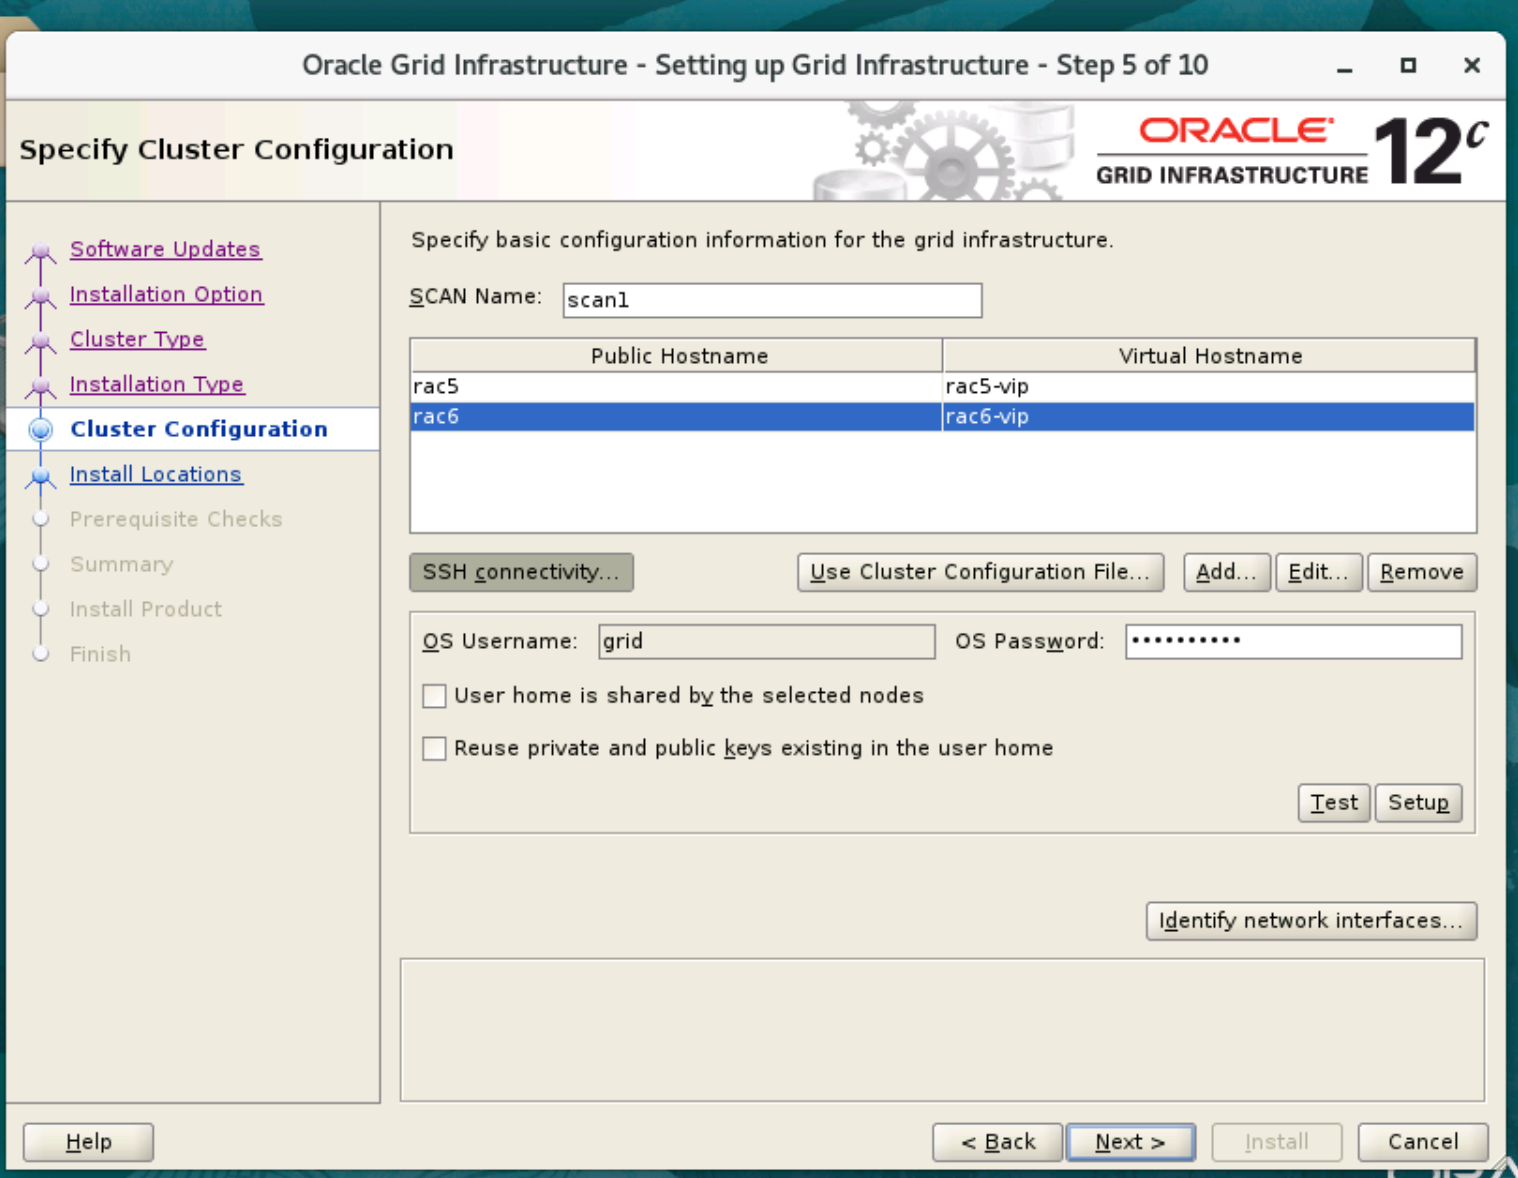 Oracle Grid Infrastructure - Setting up Grid Infrastructure - Step 5 of 10
Specify Cluster Configuration
ORACLE
GRID INFRASTRUCTURE
12c
Software Updates
Installation Option
Cluster Type
Installation Type
Cluster Configuration
Install Locations
Prerequisite Checks
Summary
Install Product
Finish
Specify basic configuration information for the grid infrastructure.
SCAN Name: scan1
Public Hostname Virtual Hostname
rac5 rac5-vip
rac6 rac6-vip
SSH connectivity... Use Cluster Configuration File... Add... Edit... Remove
OS Username: grid OS Password: ••••••••••
User home is shared by the selected nodes
Reuse private and public keys existing in the user home
Test Setup
Identify network interfaces...
Help < Back Next > Install Cancel